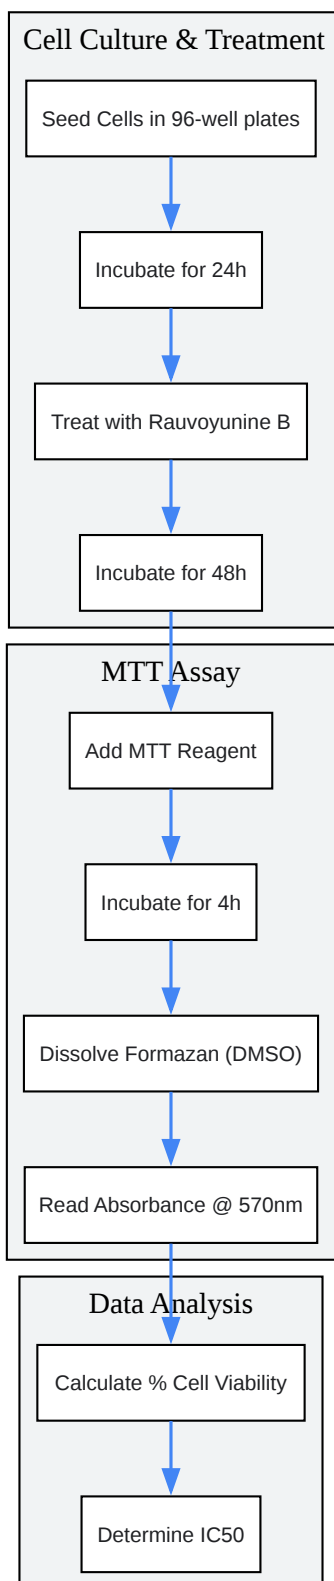 Cell Culture & Treatment
Seed Cells in 96-well plates
Incubate for 24h
Treat with Rauvoyunine B
Incubate for 48h
MTT Assay
Add MTT Reagent
Incubate for 4h
Dissolve Formazan (DMSO)
Read Absorbance @ 570nm
Data Analysis
Calculate % Cell Viability
Determine IC50